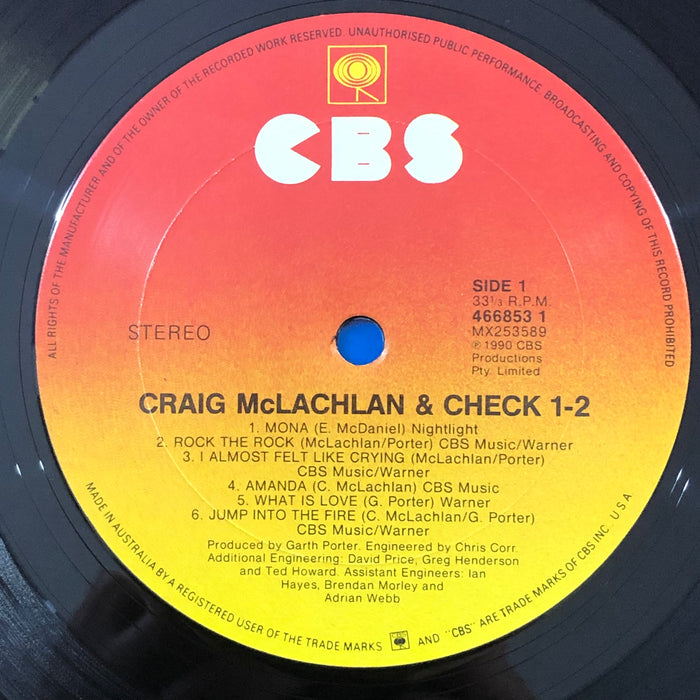 ALL RIGHTS OF THE MANUFACTURER AND OF THE OWNER OF THE RECORDED WORK RESERVED. UNAUTHORISED PUBLIC PERFORMANCE, BROADCASTING AND COPYING OF THIS RECORD PROHIBITED
CBS
SIDE 1
33⅓ R.P.M.
466853 1
MX253589
STEREO
℗ 1990 CBS
Productions
Pty. Limited
CRAIG McLACHLAN & CHECK 1-2
1. MONA (E. McDaniel) Nightlight
2. ROCK THE ROCK (McLachlan/Porter) CBS Music/Warner
3. I ALMOST FELT LIKE CRYING (McLachlan/Porter)
CBS Music/Warner
4. AMANDA (C. McLachlan) CBS Music
5. WHAT IS LOVE (G. Porter) Warner
6. JUMP INTO THE FIRE (C. McLachlan/G. Porter)
CBS Music/Warner
Produced by Garth Porter. Engineered by Chris Corr.
Additional Engineering: David Price, Greg Henderson
and Ted Howard. Assistant Engineers: Ian
Hayes, Brendan Morley and
Adrian Webb
MADE IN AUSTRALIA BY A REGISTERED USER OF THE TRADE MARKS AND "CBS" ARE TRADE MARKS OF CBS INC. U.S.A.